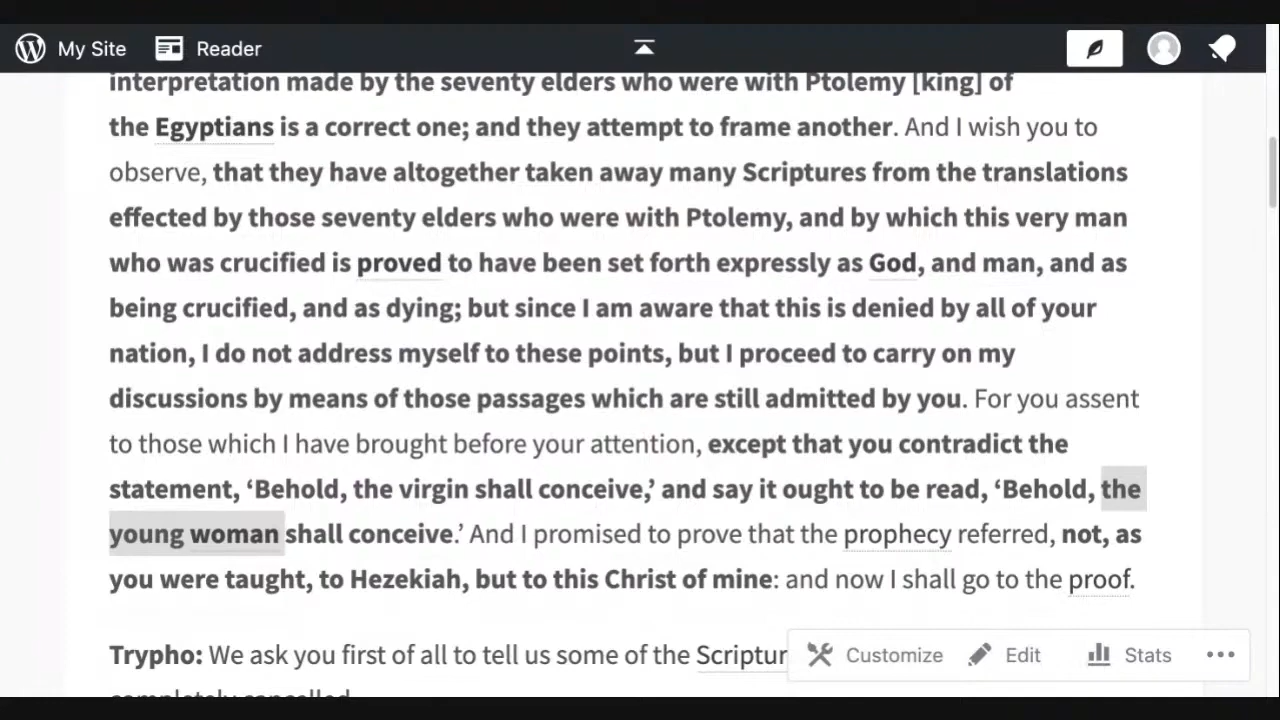 My Site Reader
interpretation made by the seventy elders who were with Ptolemy [king] of
the Egyptians is a correct one; and they attempt to frame another. And I wish you to
observe, that they have altogether taken away many Scriptures from the translations
effected by those seventy elders who were with Ptolemy, and by which this very man
who was crucified is proved to have been set forth expressly as God, and man, and as
being crucified, and as dying; but since I am aware that this is denied by all of your
nation, I do not address myself to these points, but I proceed to carry on my
discussions by means of those passages which are still admitted by you. For you assent
to those which I have brought before your attention, except that you contradict the
statement, ‘Behold, the virgin shall conceive,’ and say it ought to be read, ‘Behold, the
young woman shall conceive.’ And I promised to prove that the prophecy referred, not, as
you were taught, to Hezekiah, but to this Christ of mine: and now I shall go to the proof.
Trypho: We ask you first of all to tell us some of the Scriptur
Customize Edit Stats
completely cancelled